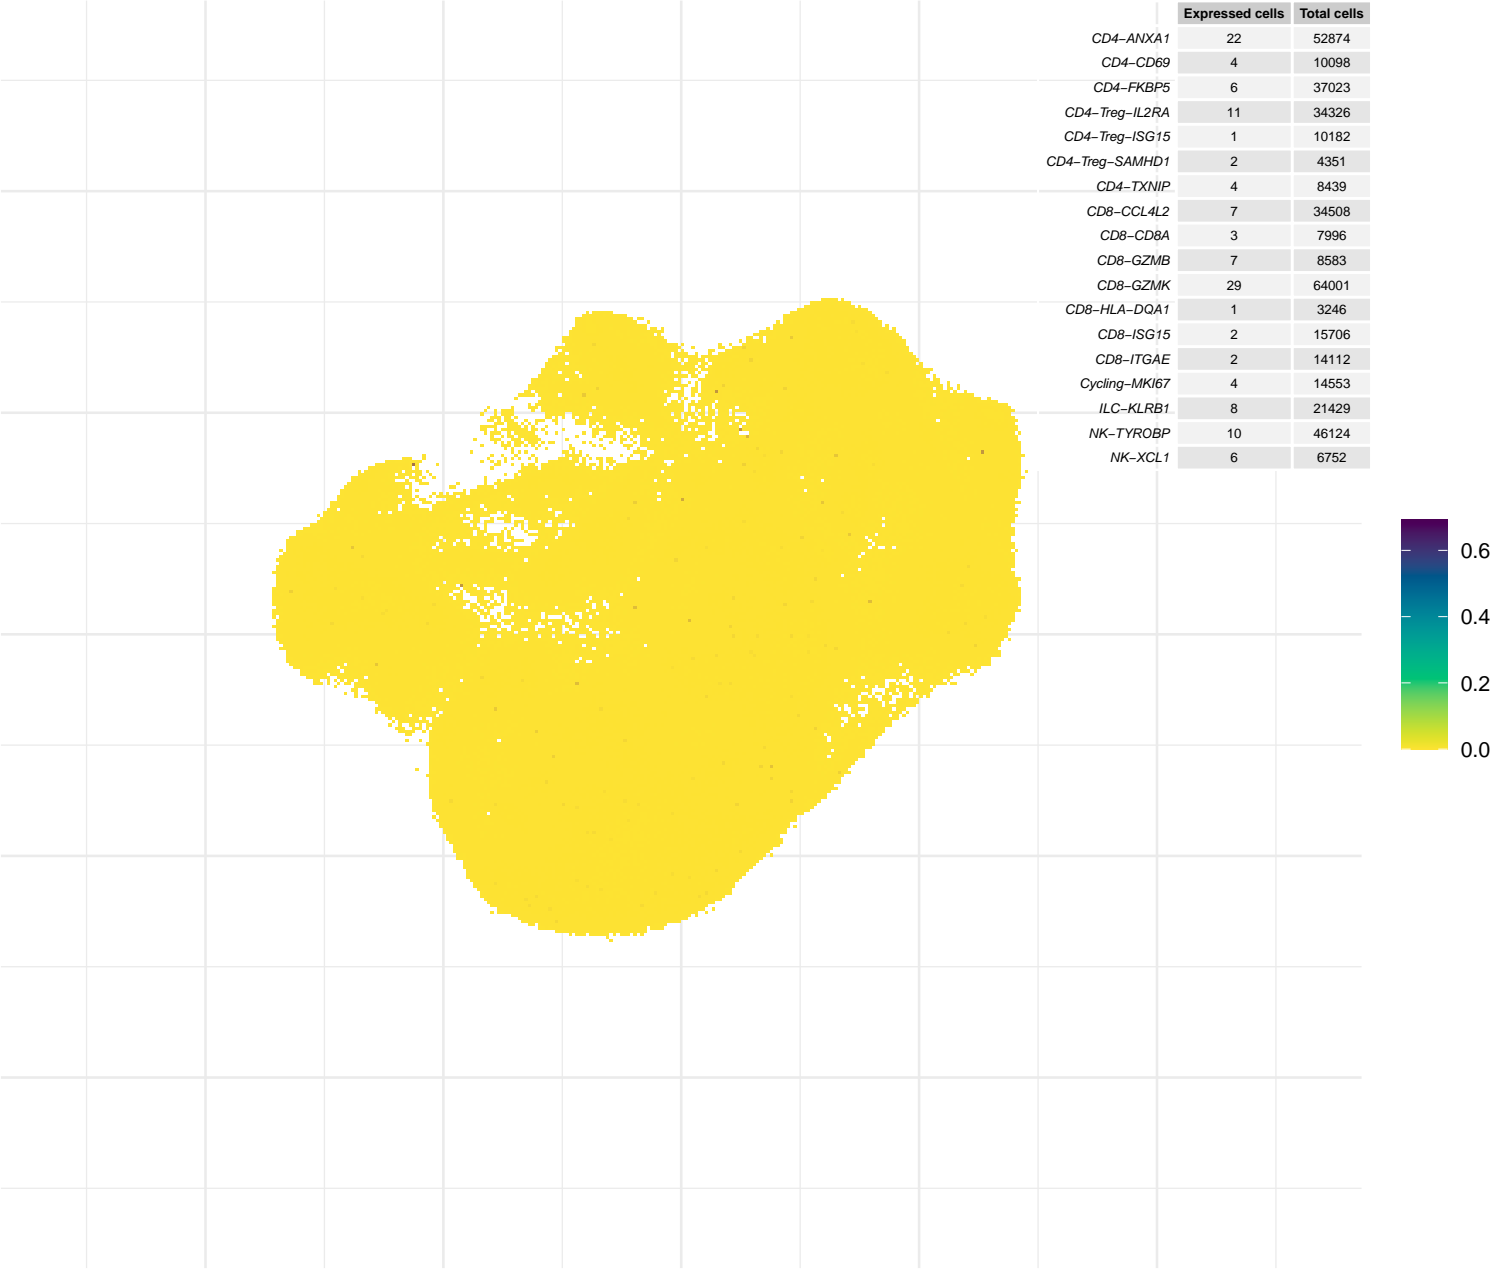 Expressed cells Total cells
CD4−ANXA1 22 52874
CD4−CD69 4 10098
CD4−FKBP5 6 37023
CD4−Treg−IL2RA 11 34326
CD4−Treg−ISG15 1 10182
CD4−Treg−SAMHD1 2 4351
CD4−TXNIP 4 8439
CD8−CCL4L2 7 34508
CD8−CD8A 3 7996
CD8−GZMB 7 8583
CD8−GZMK 29 64001
CD8−HLA−DQA1 1 3246
CD8−ISG15 2 15706
CD8−ITGAE 2 14112
Cycling−MKI67 4 14553
ILC−KLRB1 8 21429
NK−TYROBP 10 46124
NK−XCL1 6 6752
0.6
0.4
0.2
0.0